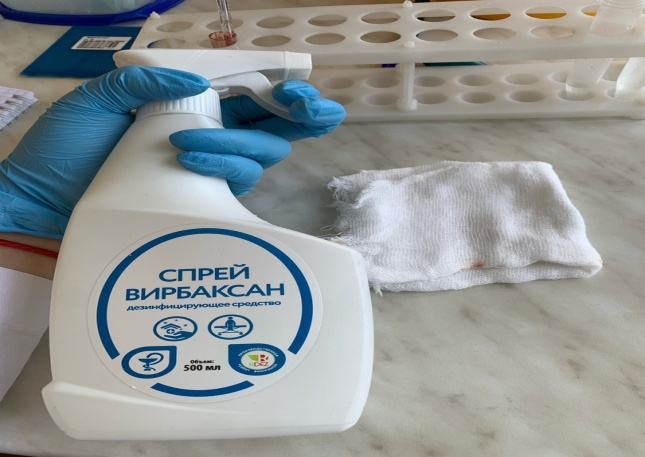 СПРЕЙ
ВИРБАКСАН
дезинфицирующее средство
Объем:
500 мл